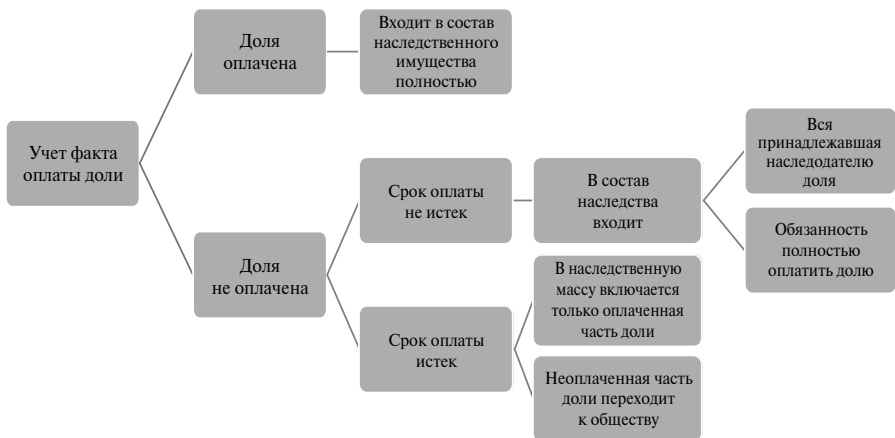 Учет факта
оплаты доли
Доля
оплачена
Входит в состав
наследственного
имущества
полностью
Доля
не оплачена
Срок оплаты
не истек
В состав
наследства
входит
Вся
принадлежавшая
наследодателю
доля
Обязанность
полностью
оплатить долю
Срок оплаты
истек
В наследственную
массу включается
только оплаченная
часть доли
Неоплаченная часть
доли переходит
к обществу